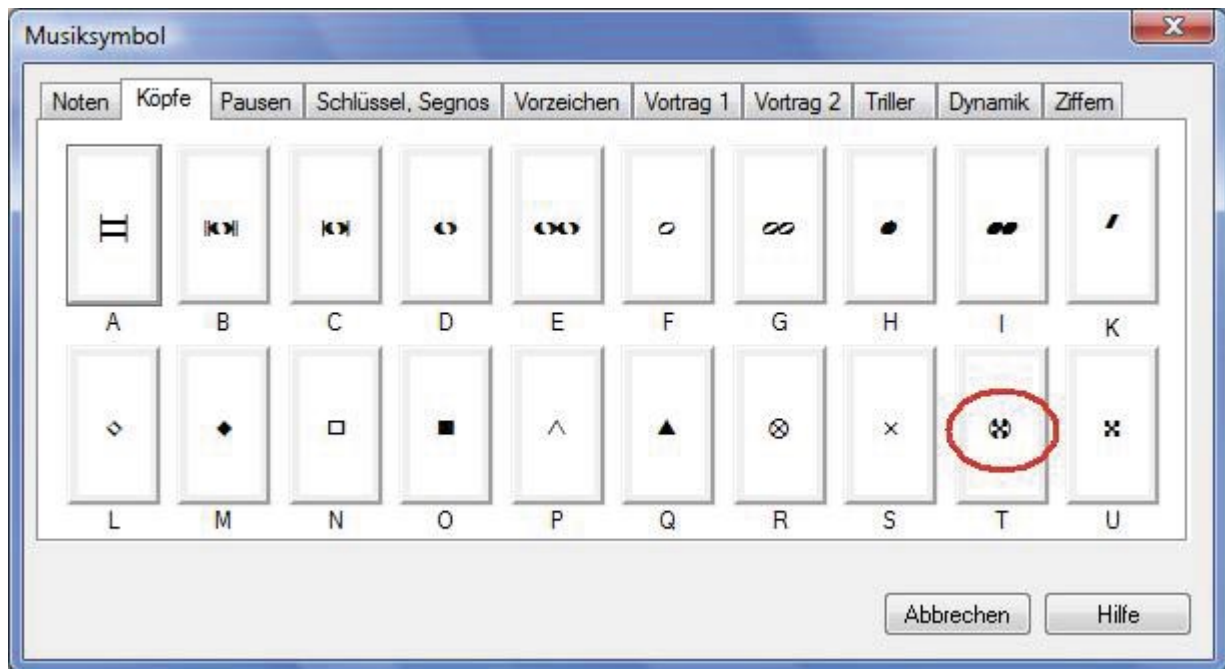 Musiksymbol
Noten Köpfe Pausen Schlüssel, Segnos Vorzeichen Vortrag 1 Vortrag 2 Triller Dynamik Ziffern
A B C D E F G H I K
L M N O P Q R S T U
Abbrechen Hilfe